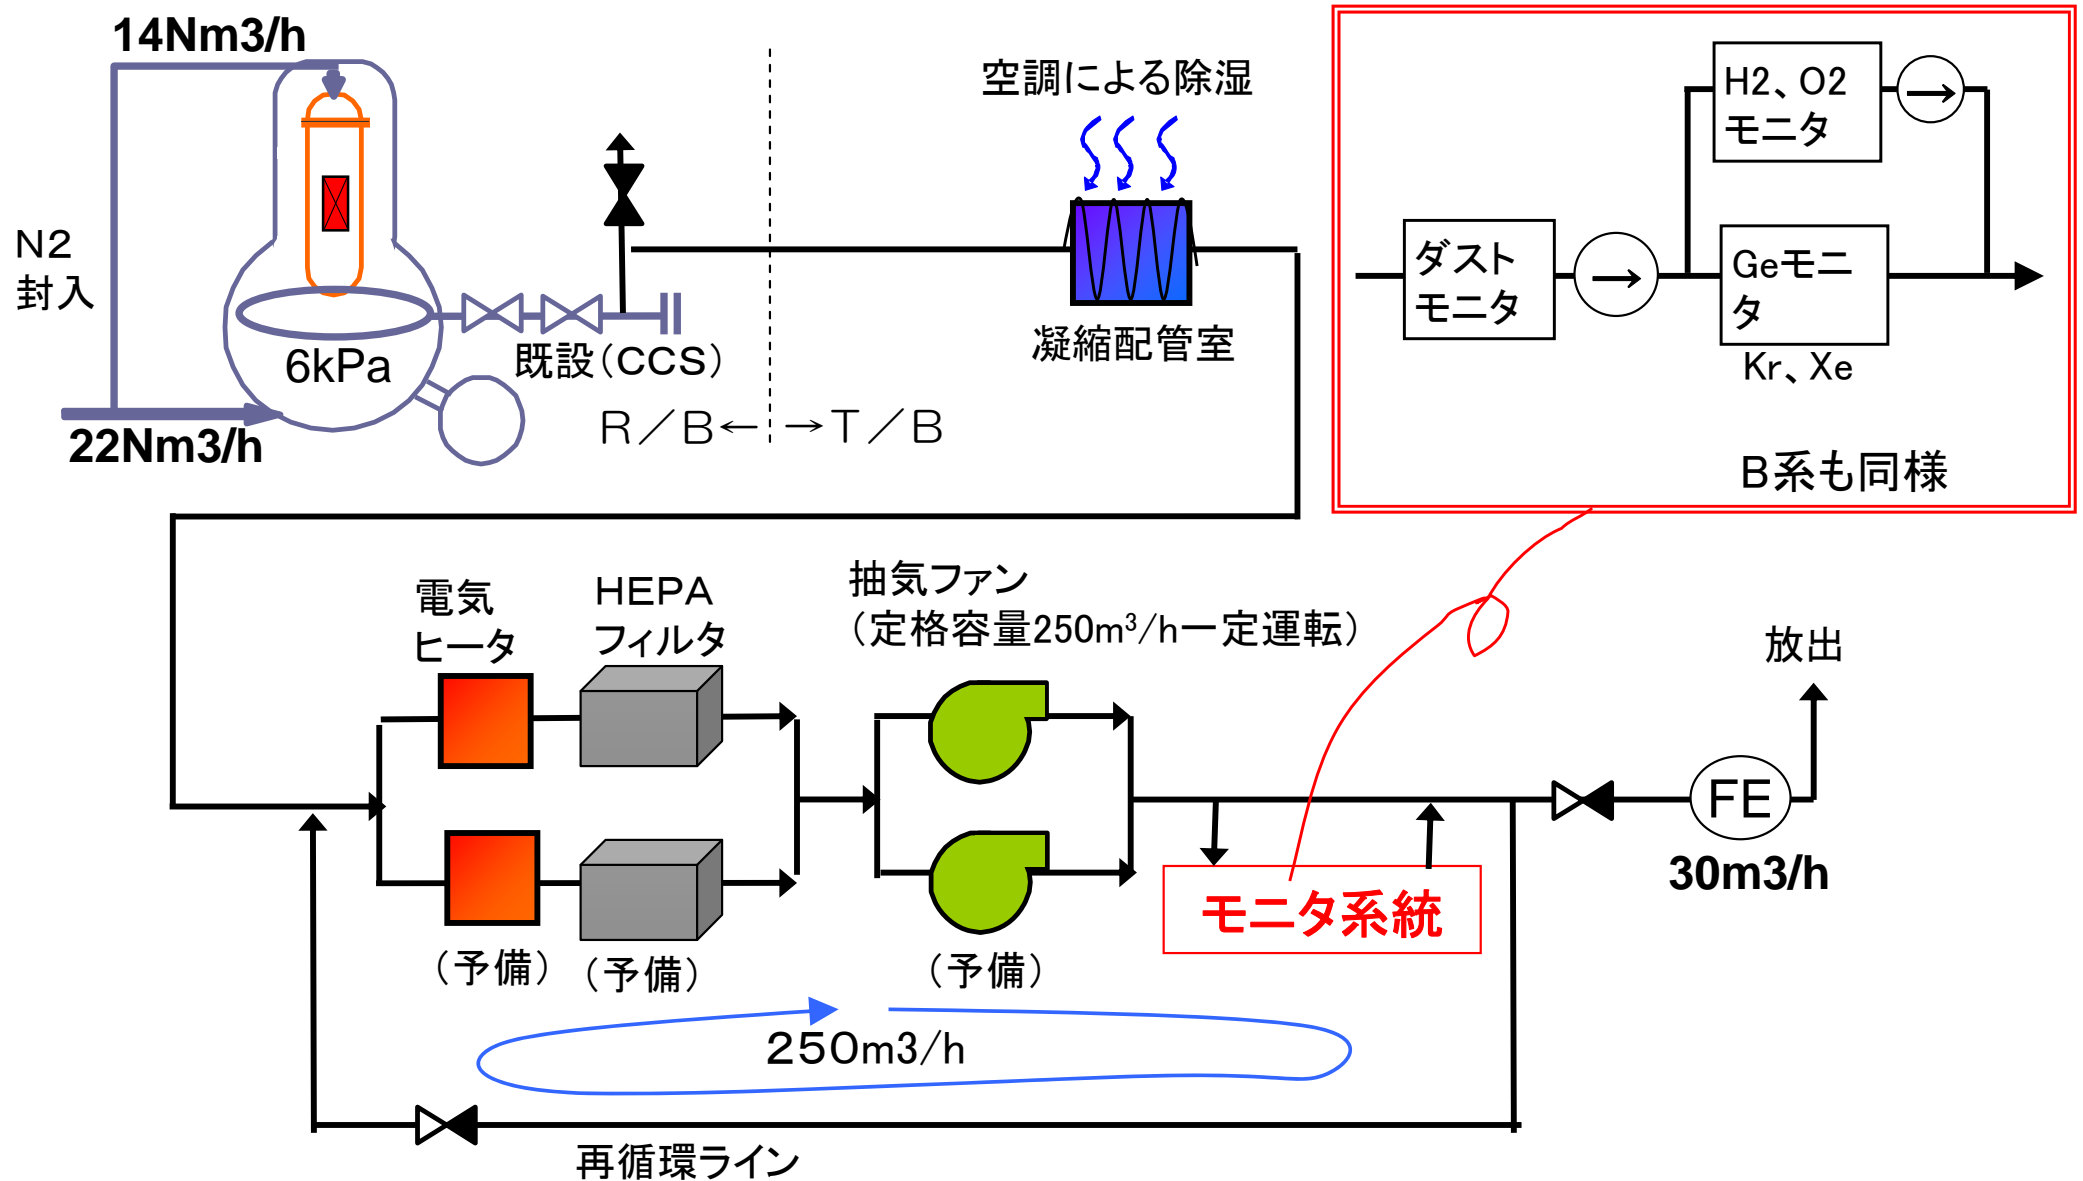 14Nm3/h
N2
封入
22Nm3/h
6kPa
既設(CCS)
R/B← →T/B
空調による除湿
凝縮配管室
H2、O2
モニタ
→
ダスト
モニタ
→
Geモニ
タ
Kr、Xe
B系も同様
電気
ヒータ
HEPA
フィルタ
抽気ファン
(定格容量250m³/h一定運転)
放出
FE
30m3/h
モニタ系統
(予備)
(予備)
(予備)
250m3/h
再循環ライン